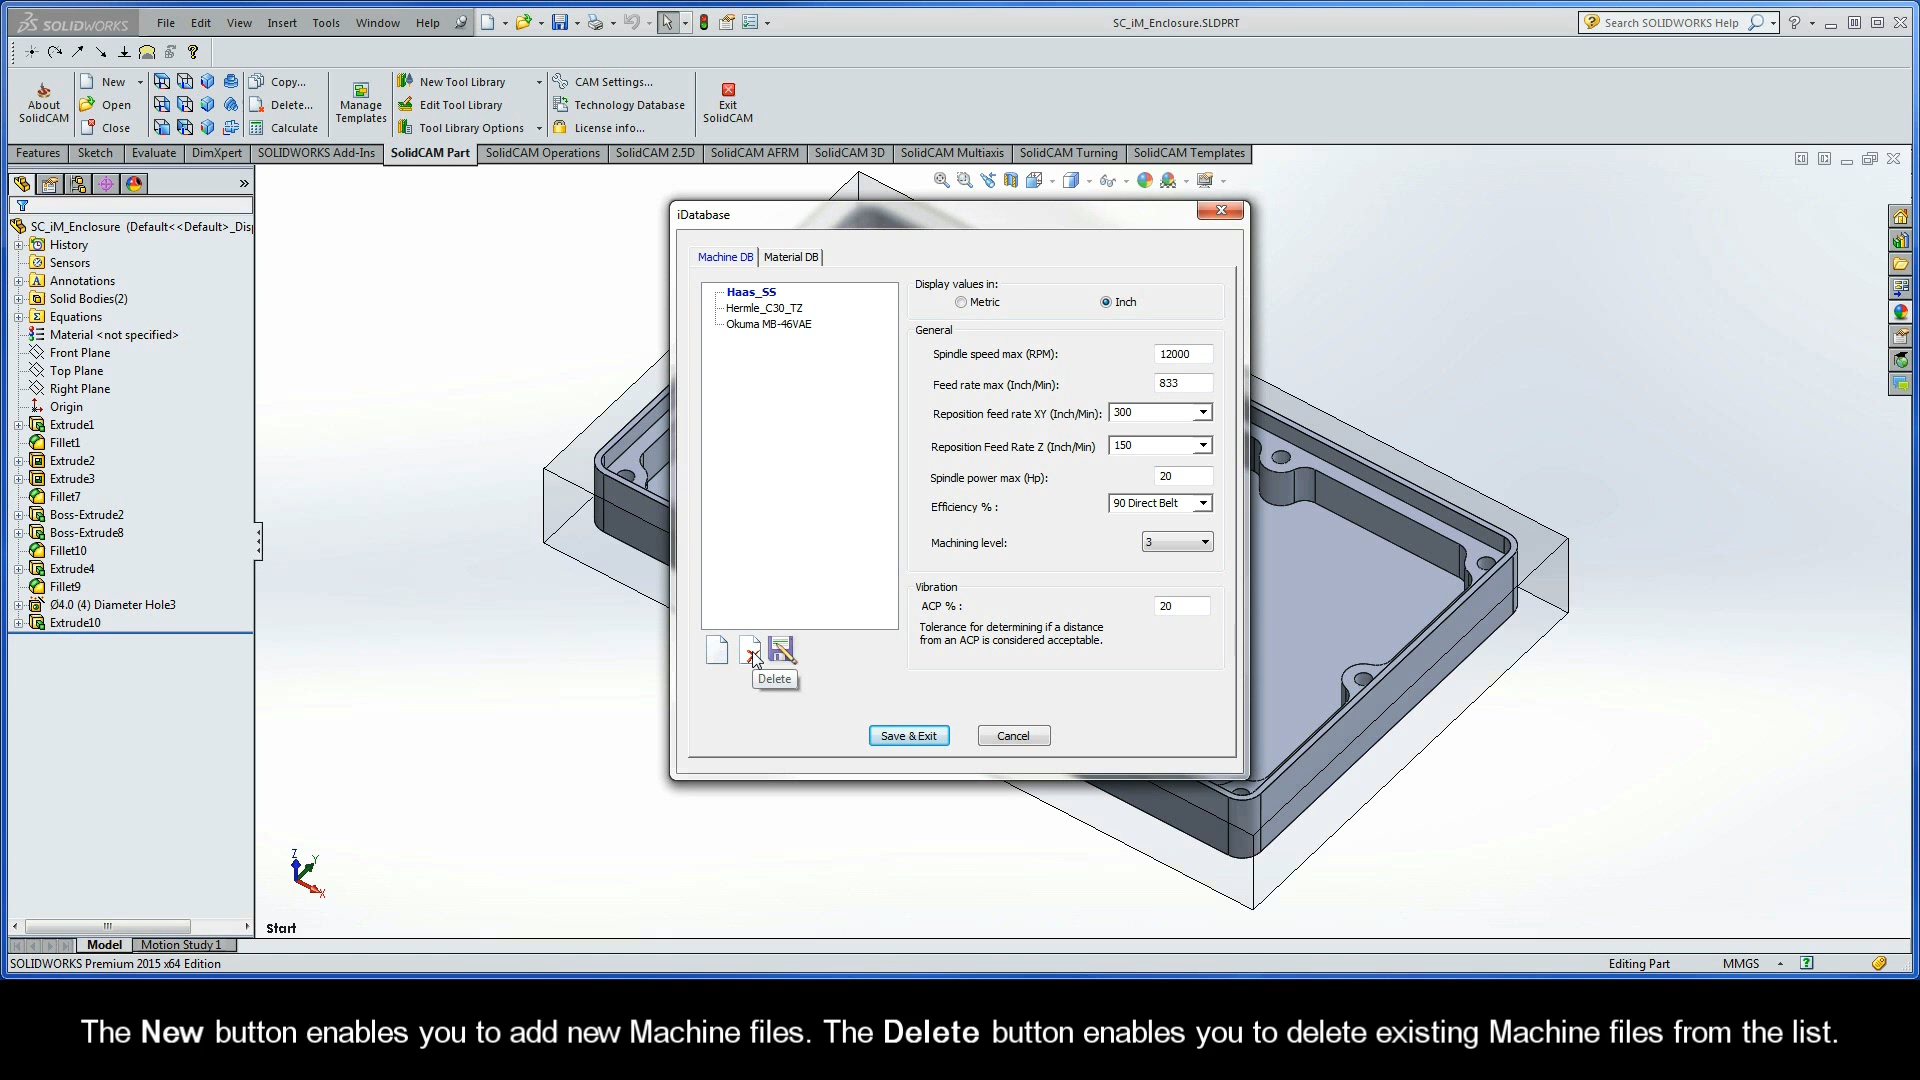 SOLIDWORKS File Edit View Insert Tools Window Help SC_iM_Enclosure.SLDPRT Search SOLIDWORKS Help
New Copy... New Tool Library CAM Settings...
About SolidCAM Open Delete... Manage Templates Edit Tool Library Technology Database Exit SolidCAM
Close Calculate Tool Library Options License info...
Features Sketch Evaluate DimXpert SOLIDWORKS Add-Ins SolidCAM Part SolidCAM Operations SolidCAM 2.5D SolidCAM AFRM SolidCAM 3D SolidCAM Multiaxis SolidCAM Turning SolidCAM Templates
SC_iM_Enclosure (Default<<Default>_Disp
History
Sensors
Annotations
Solid Bodies(2)
Equations
Material <not specified>
Front Plane
Top Plane
Right Plane
Origin
Extrude1
Fillet1
Extrude2
Extrude3
Fillet7
Boss-Extrude2
Boss-Extrude8
Fillet10
Extrude4
Fillet9
Ø4.0 (4) Diameter Hole3
Extrude10
iDatabase
Machine DB Material DB
Haas_SS
Hermle_C30_TZ
Okuma MB-46VAE
Display values in:
Metric Inch
General
Spindle speed max (RPM): 12000
Feed rate max (Inch/Min): 833
Reposition feed rate XY (Inch/Min): 300
Reposition Feed Rate Z (Inch/Min) 150
Spindle power max (Hp): 20
Efficiency % : 90 Direct Belt
Machining level: 3
Vibration
ACP % : 20
Tolerance for determining if a distance
from an ACP is considered acceptable.
Delete
Save & Exit Cancel
Z Y X
Start
Model Motion Study 1
SOLIDWORKS Premium 2015 x64 Edition Editing Part MMGS
The New button enables you to add new Machine files. The Delete button enables you to delete existing Machine files from the list.